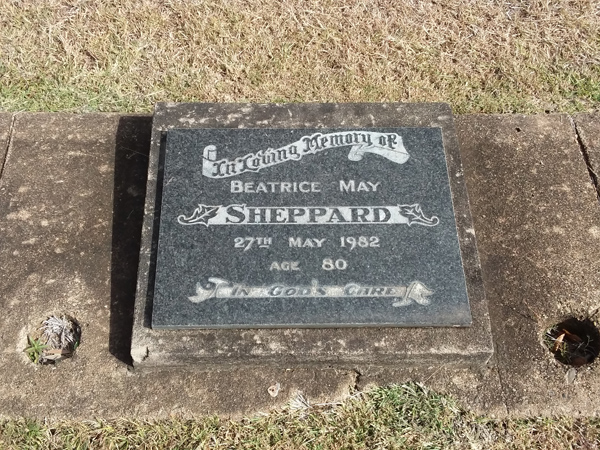 In Loving Memory of
BEATRICE MAY
SHEPPARD
27TH MAY 1982
AGE 80
IN GOD'S CARE